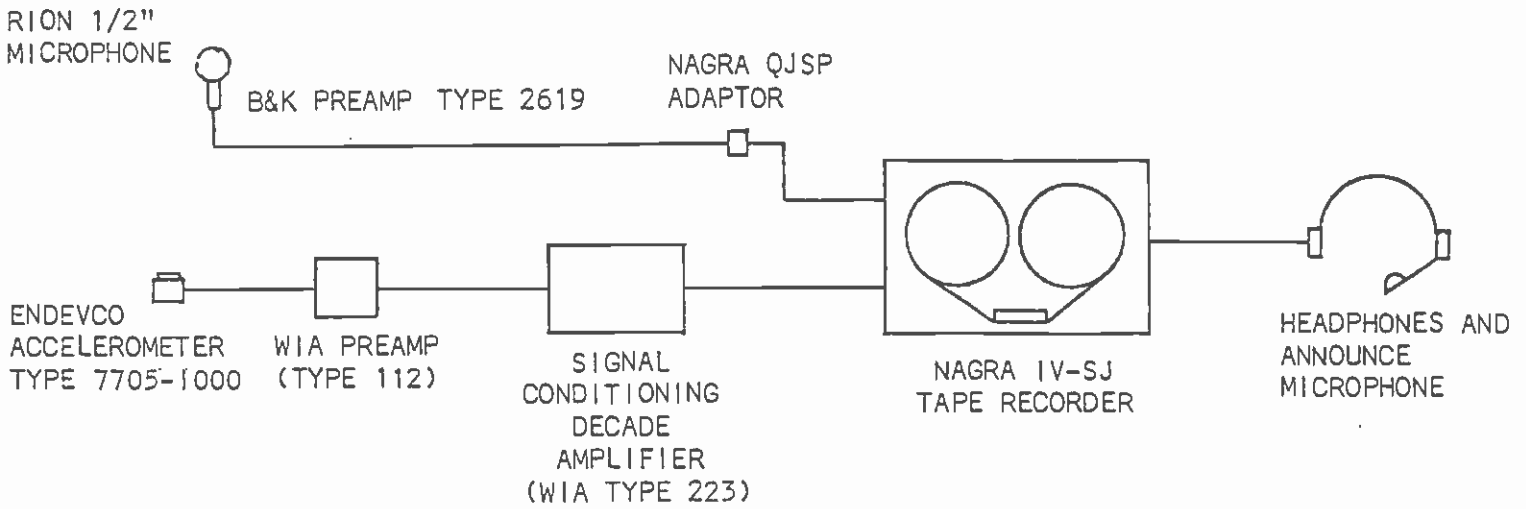 RION 1/2"
MICROPHONE
B&K PREAMP TYPE 2619
NAGRA QJSP
ADAPTOR
ENDEVCO
ACCELEROMETER
TYPE 7705-1000
WIA PREAMP
(TYPE 112)
SIGNAL
CONDITIONING
DECADE
AMPLIFIER
(WIA TYPE 223)
NAGRA IV-SJ
TAPE RECORDER
HEADPHONES AND
ANNOUNCE
MICROPHONE